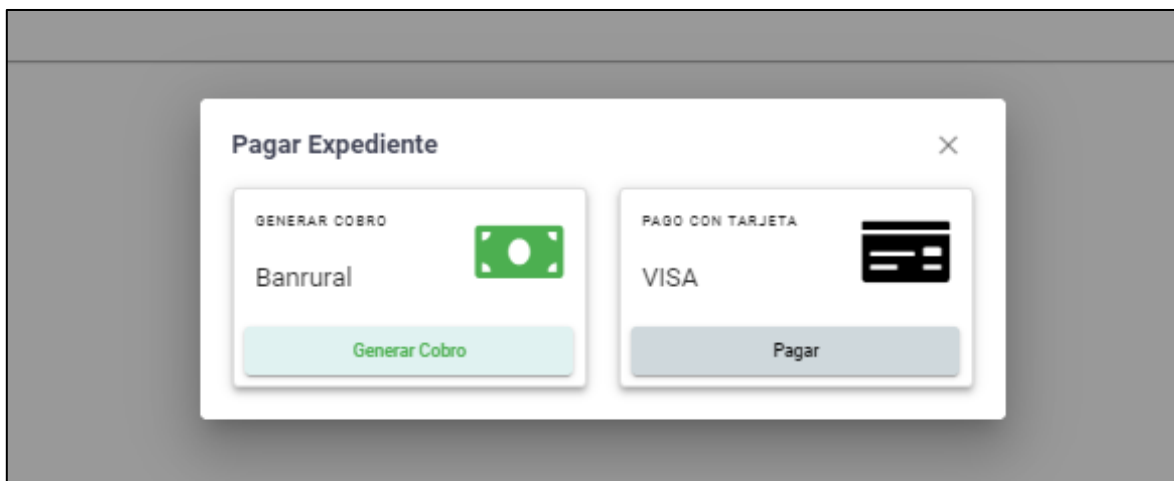 Pagar Expediente
GENERAR COBRO
Banrural
Generar Cobro
PAGO CON TARJETA
VISA
Pagar